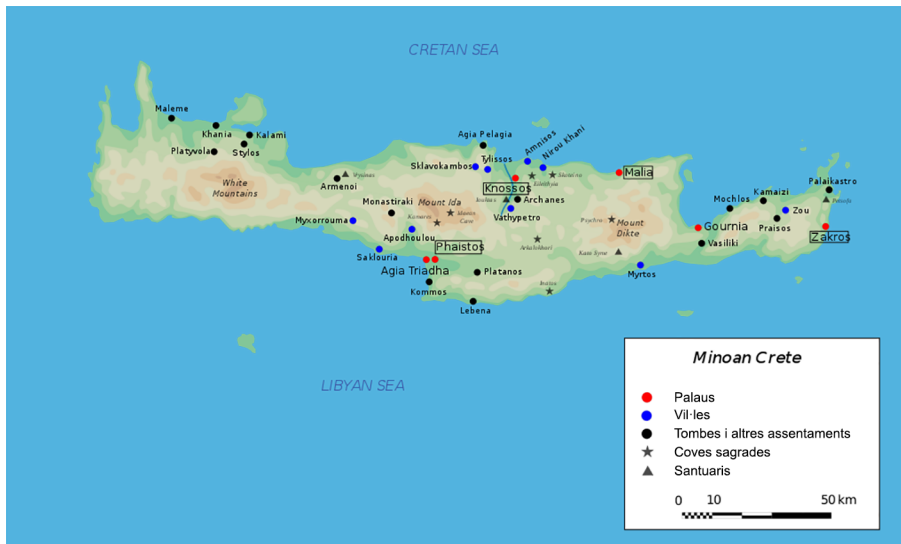 CRETAN SEA
Maleme
Khania
Kalami
Platyvola
Stylos
Agia Pelagia
Amnisos
Nirou Khani
Sklavokambos
Tylissos
Knossos
Malia
Armenoi
White
Mountains
Mount Ida
Monastiraki
Archanes
Vathypetro
Myxorrouma
Apodhoulou
Phaistos
Saklouria
Agia Triadha
Kommos
Platanos
Lebena
Mount
Dikte
Myrtos
Mochlos
Kamaizi
Palaikastro
Zou
Gournia
Praisos
Vasiliki
Zakros
LIBYAN SEA
Minoan Crete
Palaus
Vil·les
Tombes i altres assentaments
Coves sagrades
Santuaris
0 10 50 km